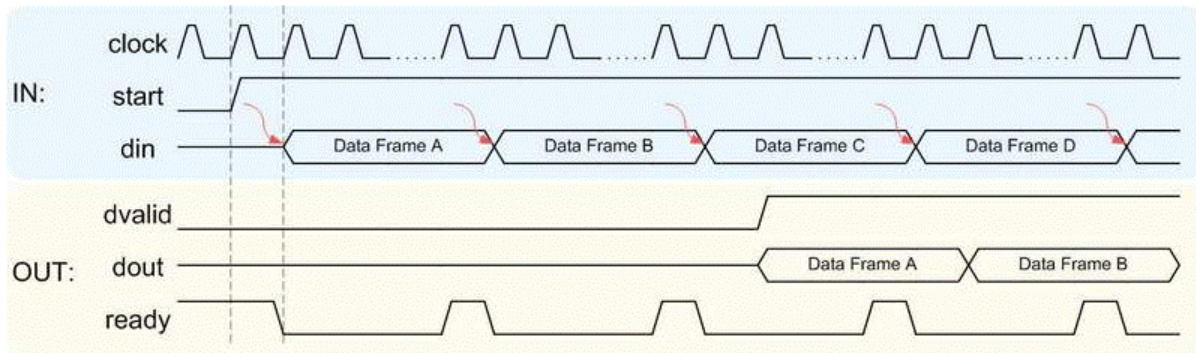 IN:
clock
start
din
Data Frame A
Data Frame B
Data Frame C
Data Frame D
OUT:
dvalid
dout
Data Frame A
Data Frame B
ready